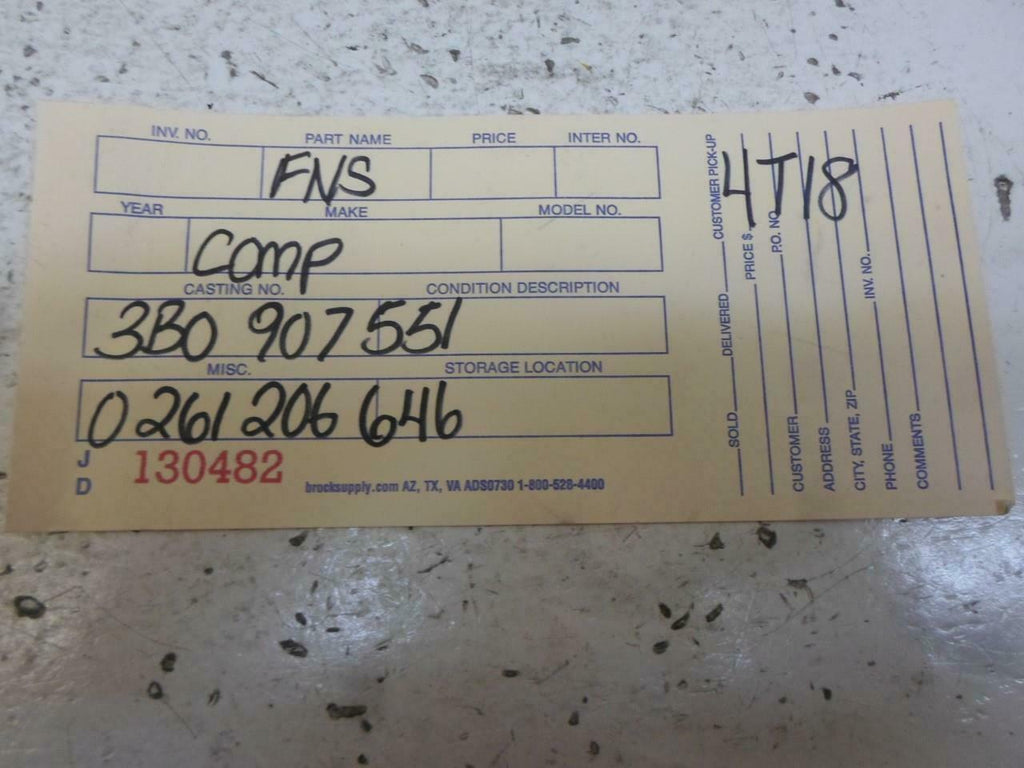 INV. NO. PART NAME PRICE INTER NO.
FNS
YEAR MAKE MODEL NO.
Comp
CASTING NO. CONDITION DESCRIPTION
3B0 907 551
MISC. STORAGE LOCATION
0 261 206 646
J
D
130482
brocksupply.com AZ, TX, VA ADS0730 1-800-528-4400
4T18
SOLD DELIVERED CUSTOMER PICK-UP
PRICE $
P.O. NO.
CUSTOMER
ADDRESS
CITY, STATE, ZIP
INV. NO.
PHONE
COMMENTS